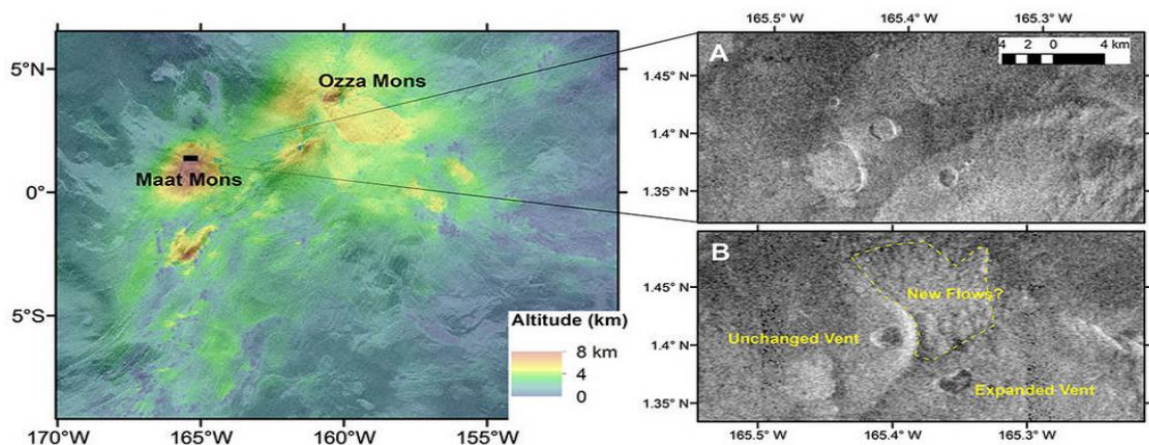 Ozza Mons
Maat Mons
5°N
0°
5°S
170°W
165°W
160°W
155°W
Altitude (km)
8 km
4
0
165.5° W
165.4° W
165.3° W
A
4 2 0 4 km
1.45° N
1.4° N
1.35° N
B
New Flows?
Unchanged Vent
Expanded Vent
1.45° N
1.4° N
1.35° N
165.5° W
165.4° W
165.3° W